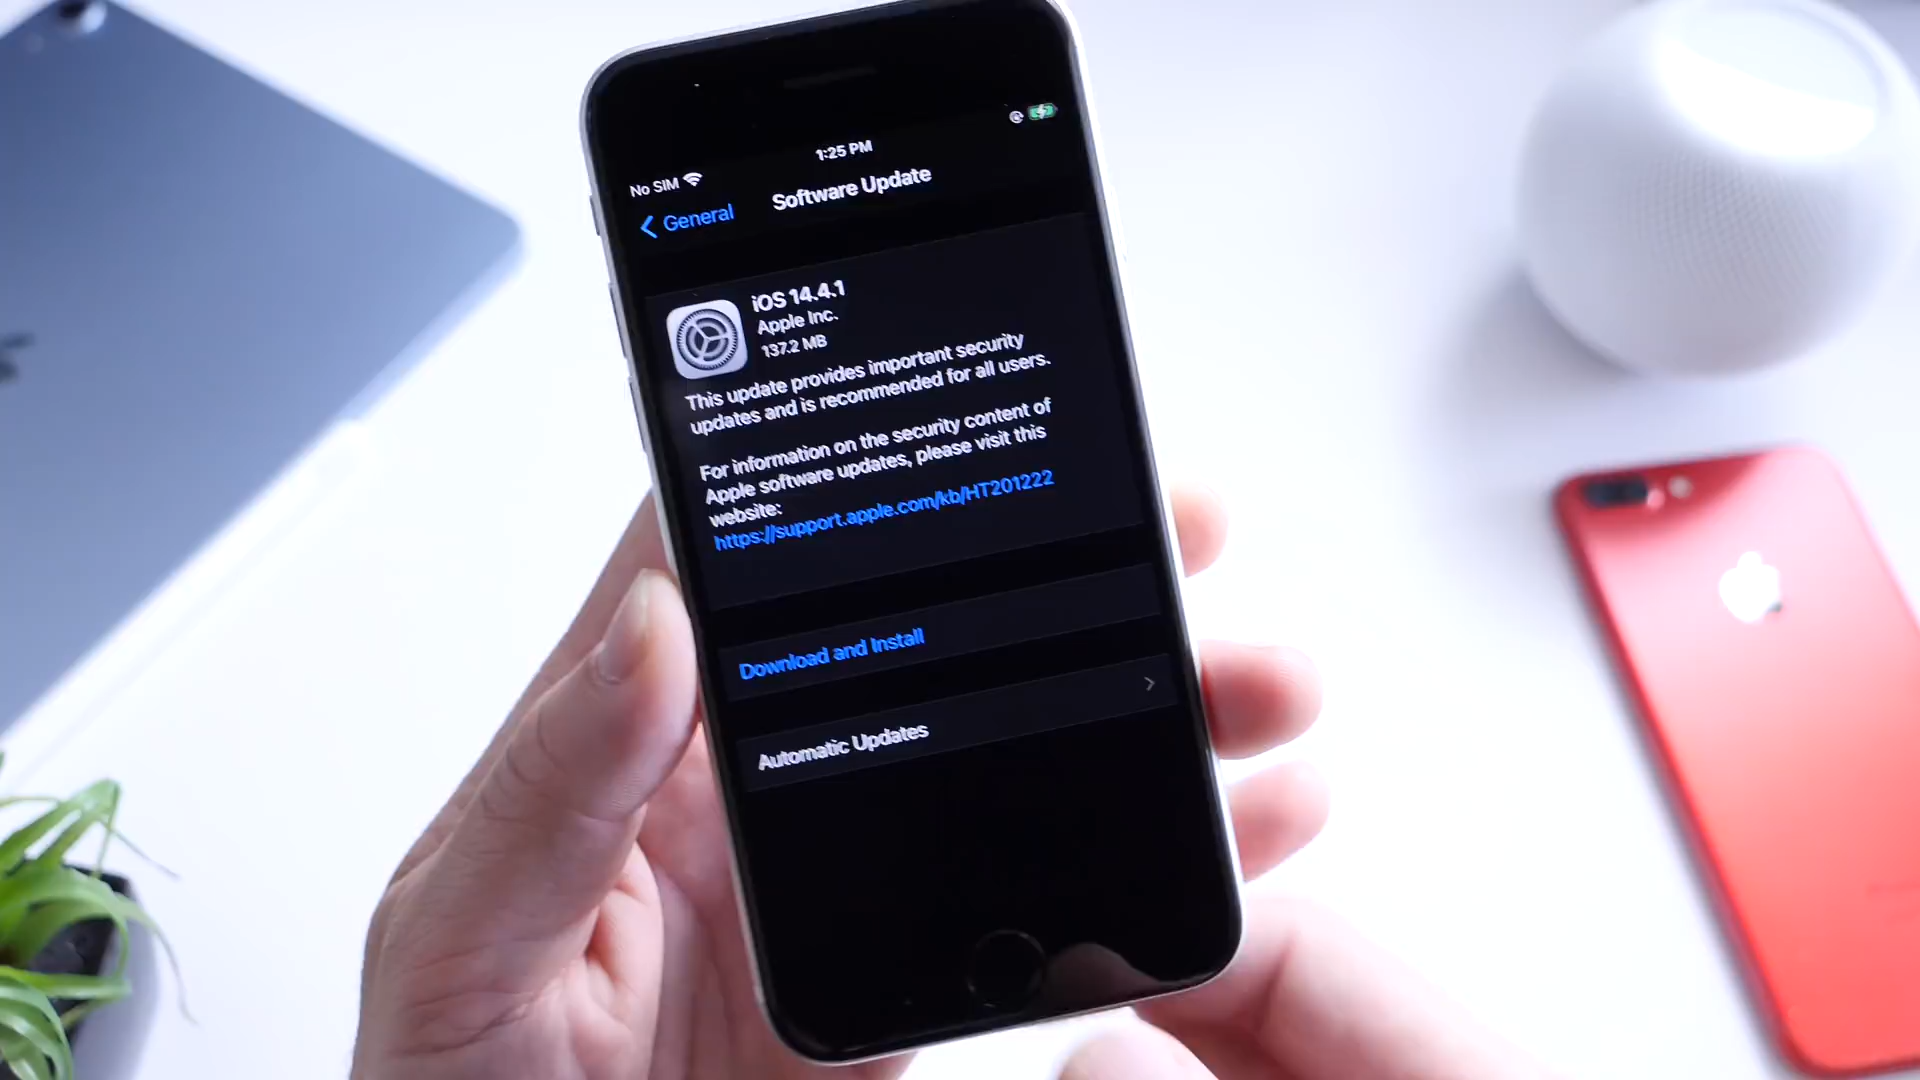 1:25 PM
No SIM
General
Software Update
iOS 14.4.1
Apple Inc.
137.2 MB
This update provides important security
updates and is recommended for all users.
For information on the security content of
Apple software updates, please visit this
website:
https://support.apple.com/kb/HT201222
Download and Install
Automatic Updates